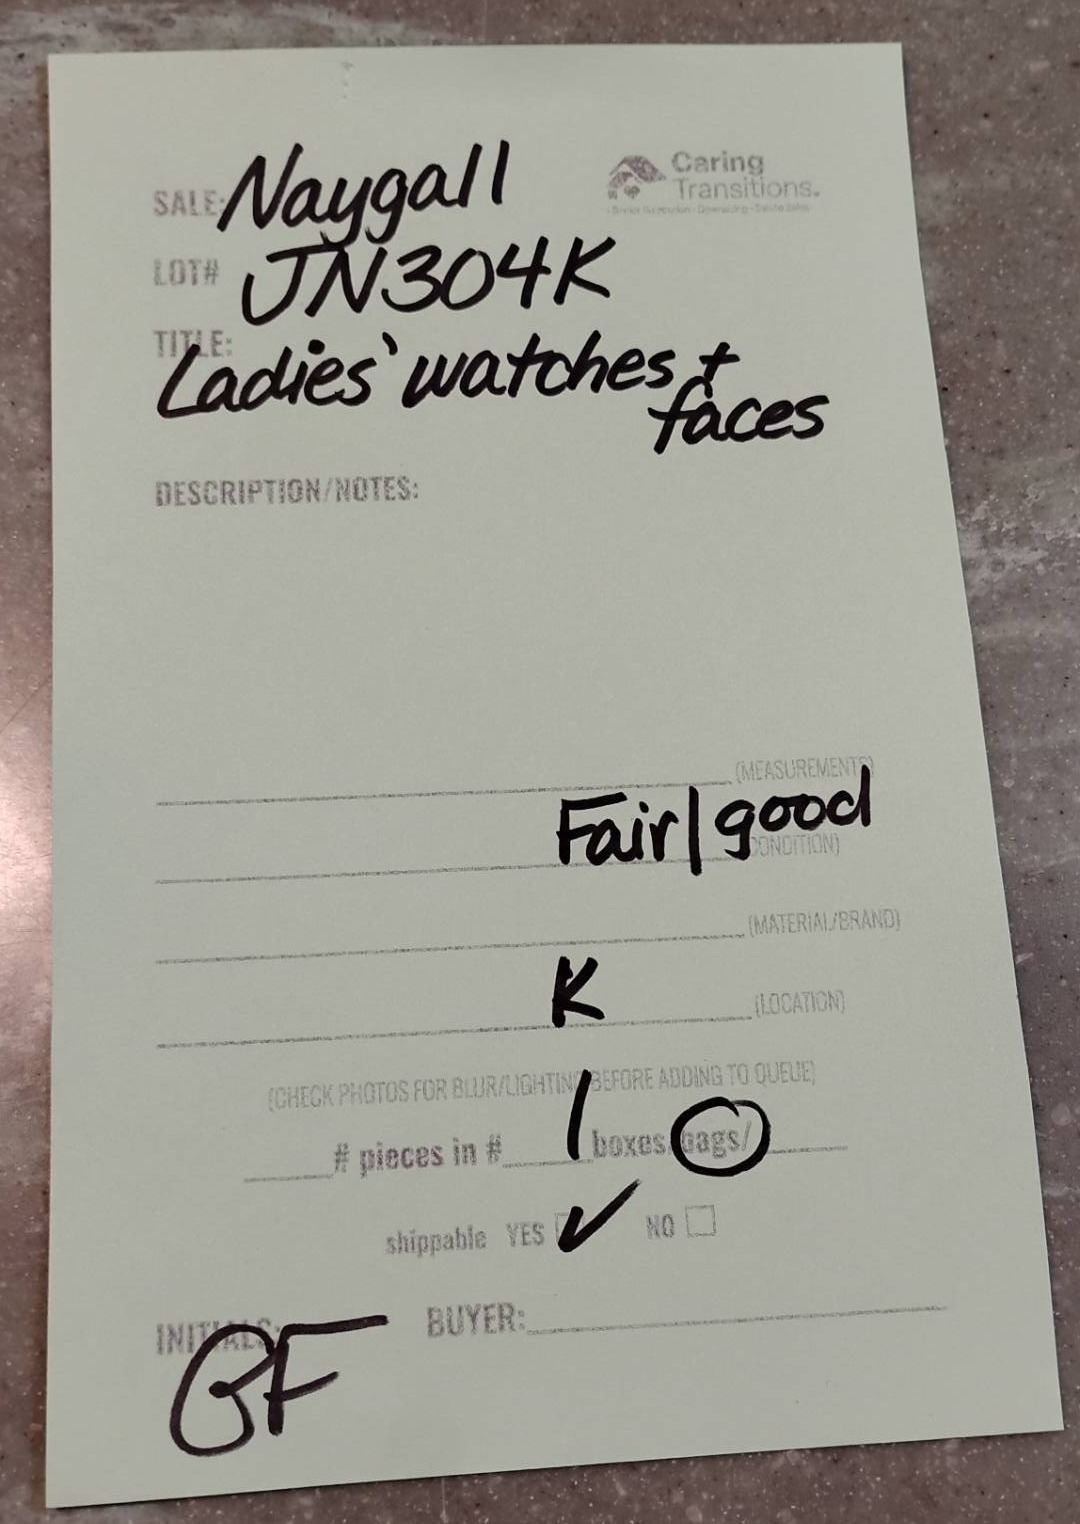 SALE: Naygall
Caring
Transitions.
LOT# JN304K
TITLE:
Ladies' watches +
faces
DESCRIPTION/NOTES:
(MEASUREMENTS)
Fair/good (CONDITION)
(MATERIAL/BRAND)
K (LOCATION)
(CHECK PHOTOS FOR BLUR/LIGHTING BEFORE ADDING TO QUEUE)
# pieces in # 1 boxes/bags/
shippable YES ✓ NO
INITIALS: GF BUYER: